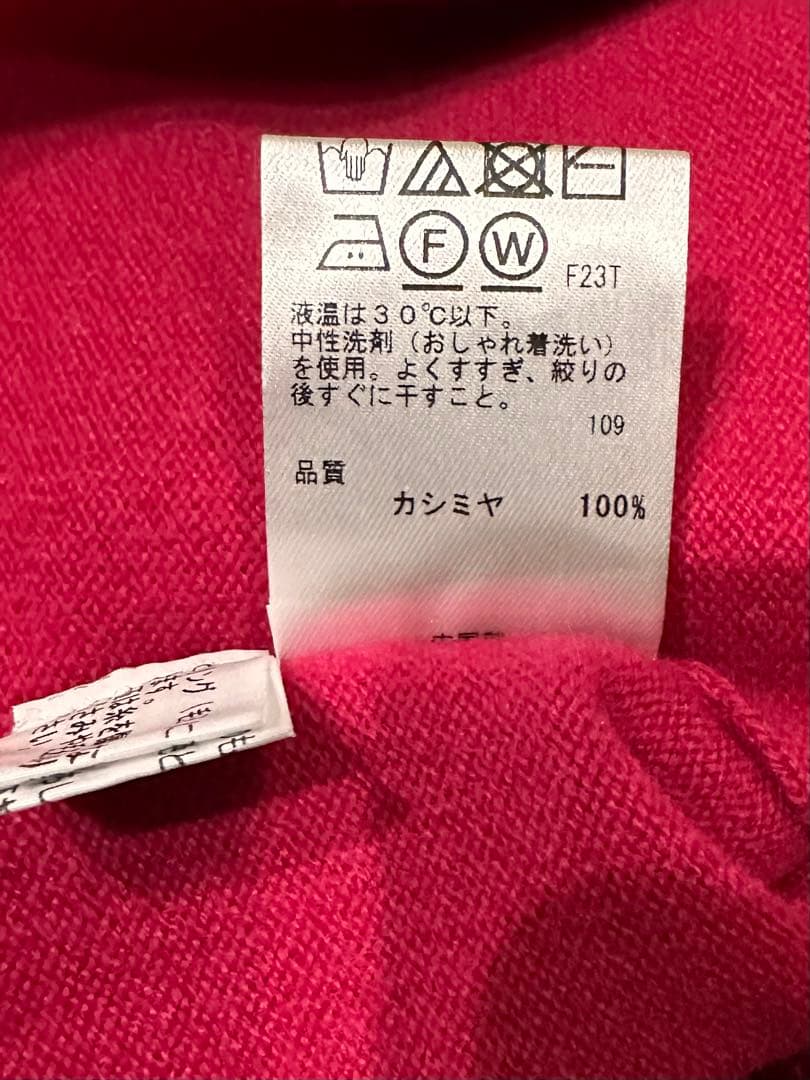 F W F23T
液温は30℃以下。
中性洗剤(おしゃれ着洗い)
を使用。よくすすぎ、絞りの
後すぐに干すこと。
109
品質
カシミヤ 100%